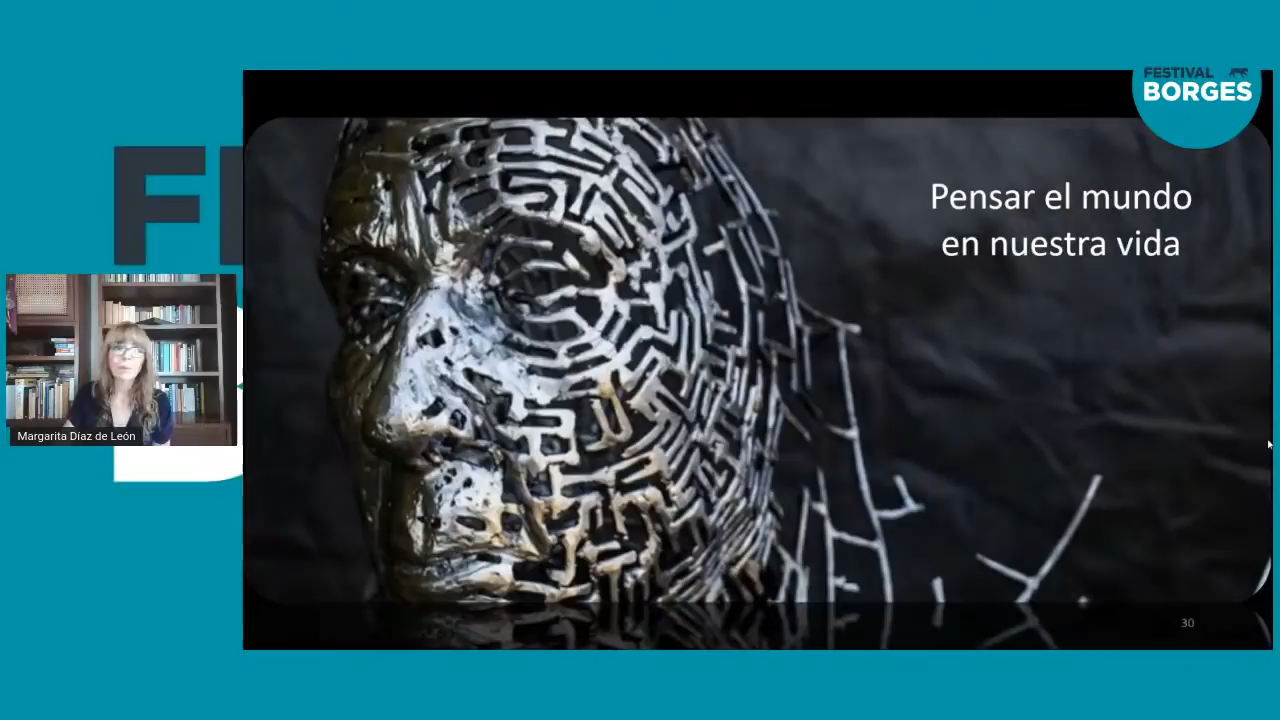 FESTIVAL
BORGES
Pensar el mundo
en nuestra vida
Margarita Díaz de León
30